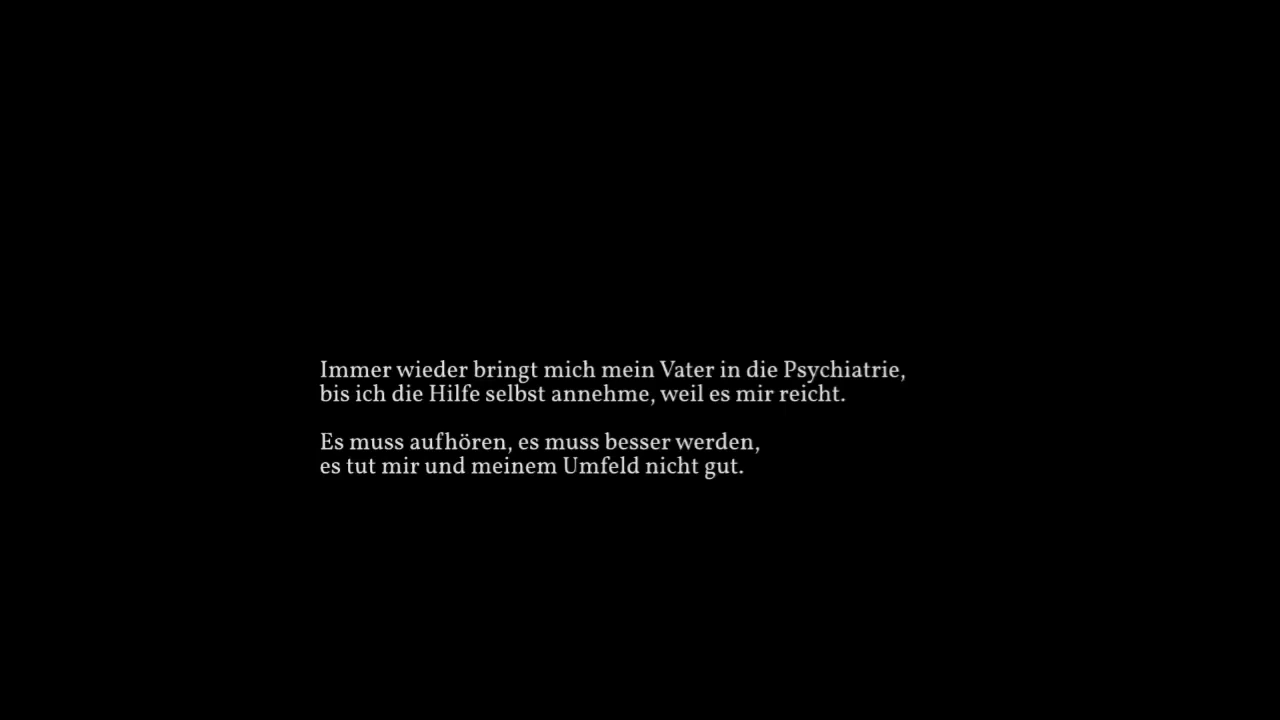 Immer wieder bringt mich mein Vater in die Psychiatrie,
bis ich die Hilfe selbst annehme, weil es mir reicht.
Es muss aufhören, es muss besser werden,
es tut mir und meinem Umfeld nicht gut.